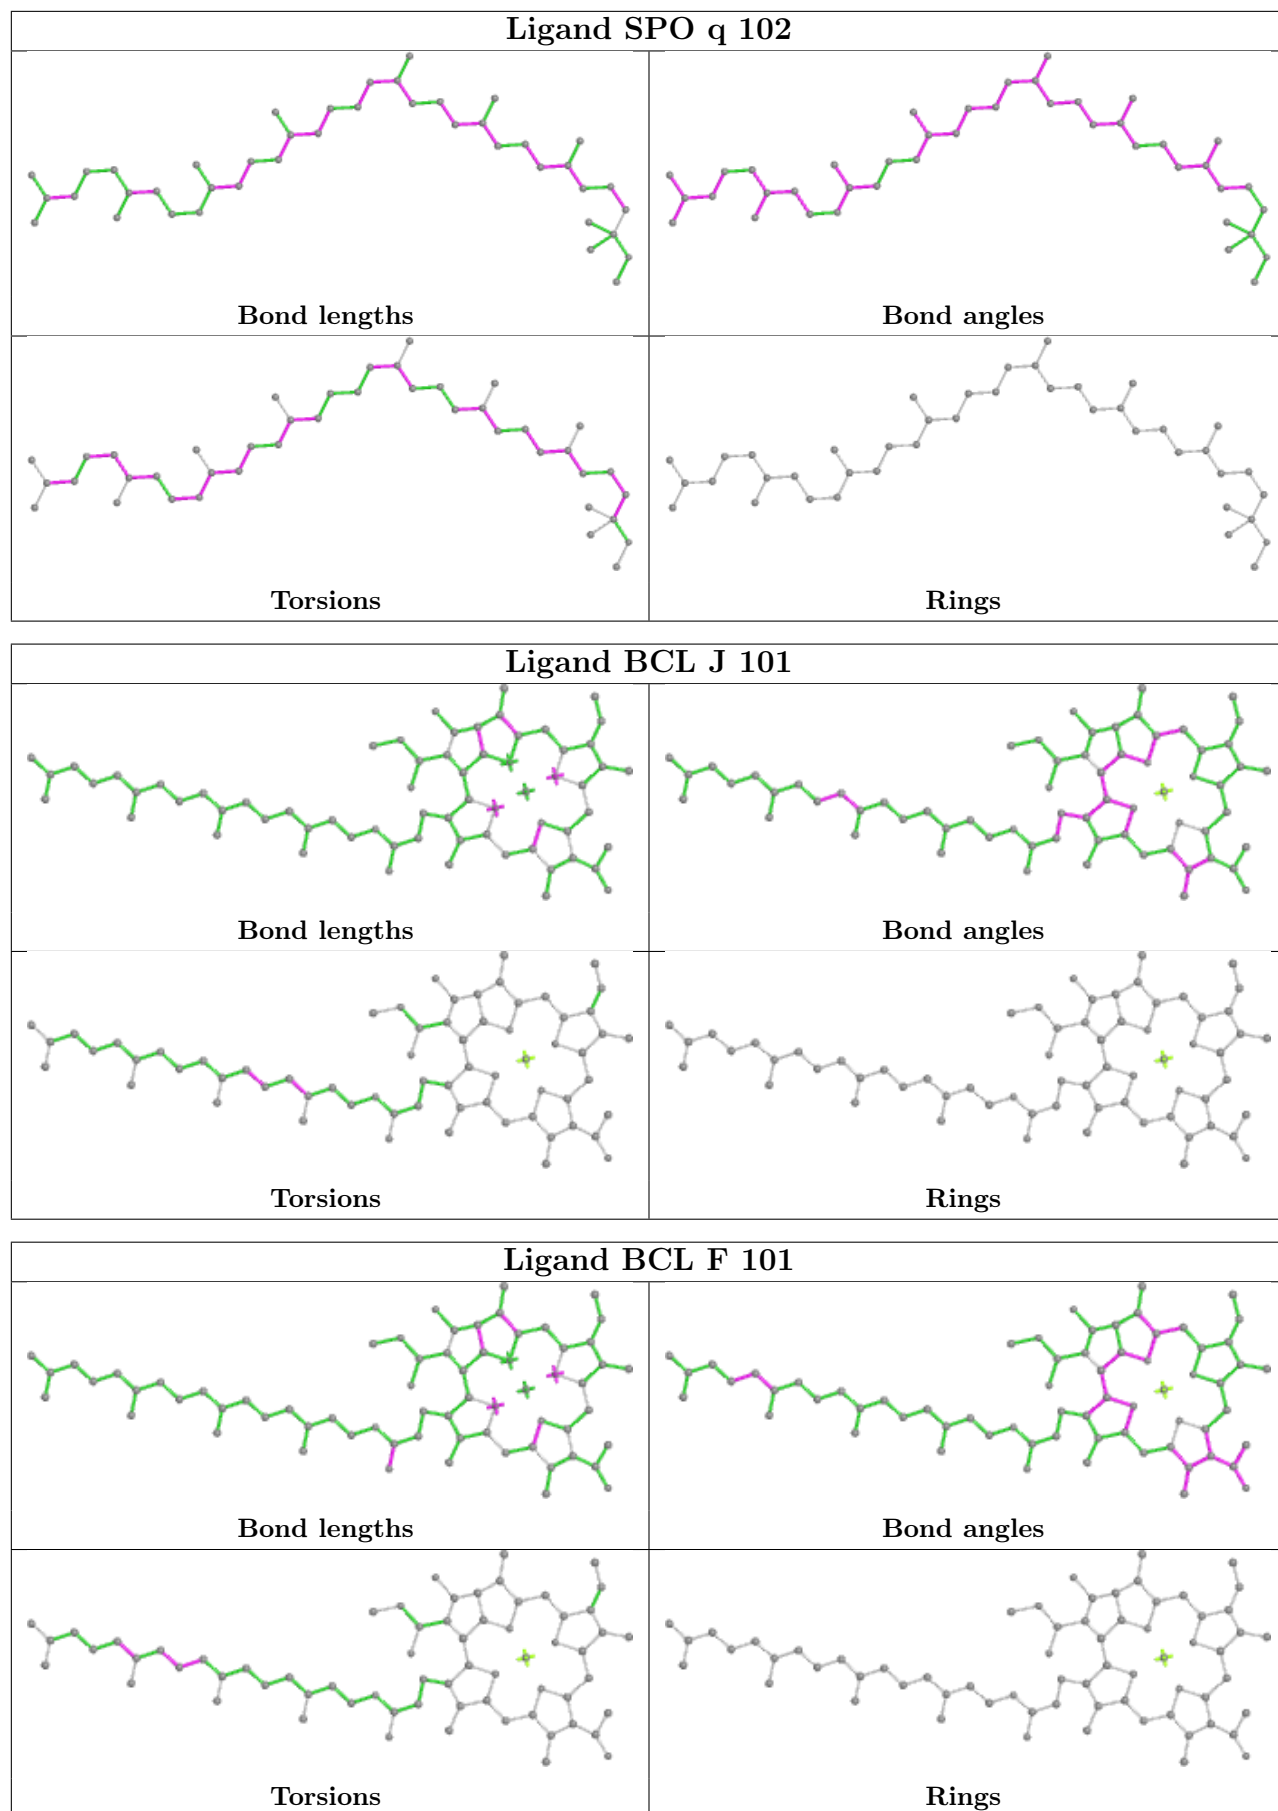 Ligand SPO q 102
Bond lengths
Bond angles
Torsions
Rings
Ligand BCL J 101
Bond lengths
Bond angles
Torsions
Rings
Ligand BCL F 101
Bond lengths
Bond angles
Torsions
Rings